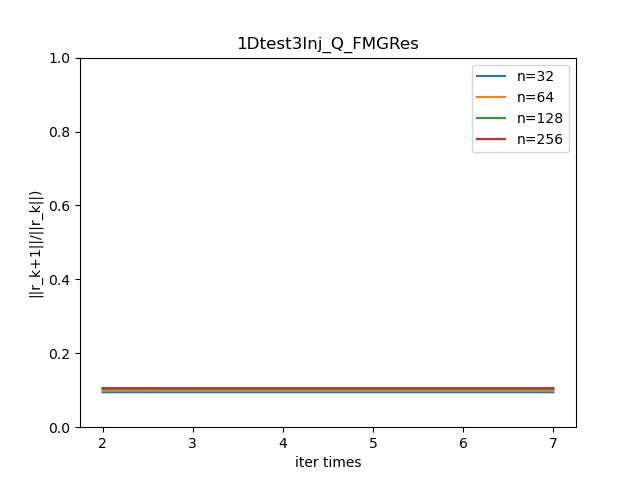 1Dtest3Inj_Q_FMGRes
1.0
0.8
0.6
0.4
0.2
0.0
||r_k+1||/||r_k||)
n=32
n=64
n=128
n=256
2 3 4 5 6 7
iter times